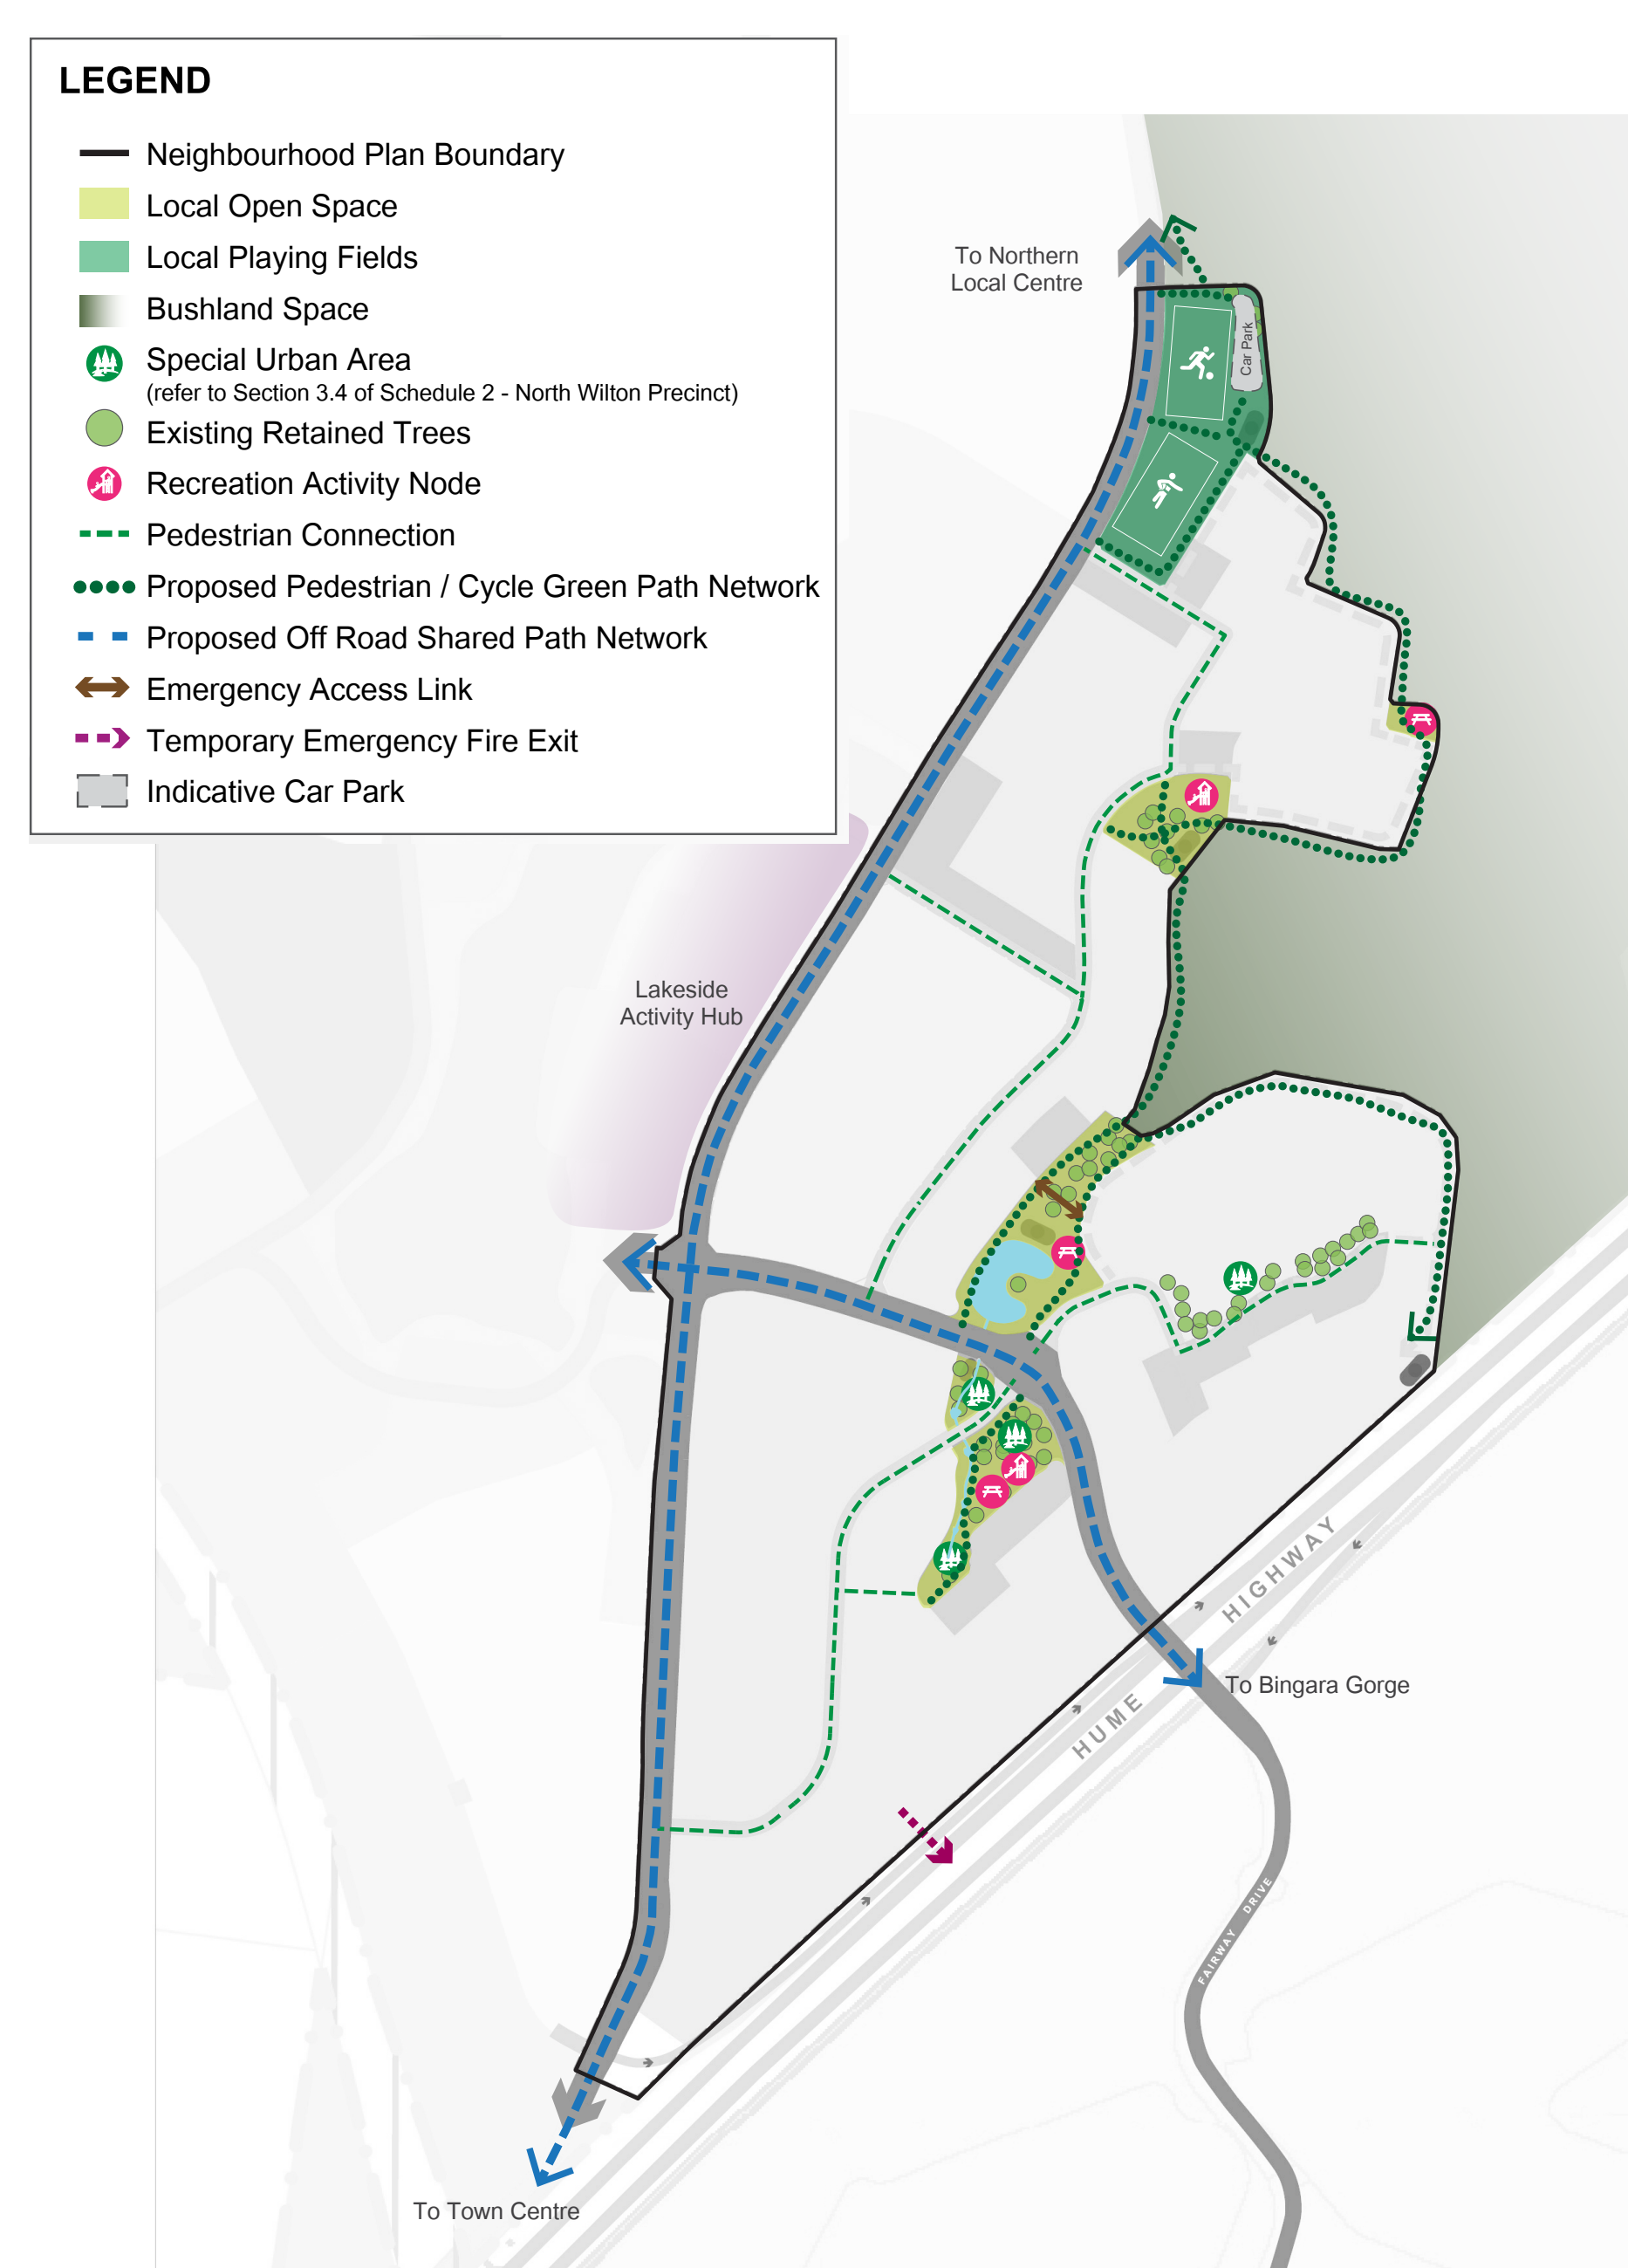 LEGEND
Neighbourhood Plan Boundary
Local Open Space
Local Playing Fields
Bushland Space
Special Urban Area
(refer to Section 3.4 of Schedule 2 - North Wilton Precinct)
Existing Retained Trees
Recreation Activity Node
Pedestrian Connection
Proposed Pedestrian / Cycle Green Path Network
Proposed Off Road Shared Path Network
Emergency Access Link
Temporary Emergency Fire Exit
Indicative Car Park
To Northern
Local Centre
Car Park
Lakeside
Activity Hub
HUME HIGHWAY
To Bingara Gorge
FAIRWAY DRIVE
To Town Centre